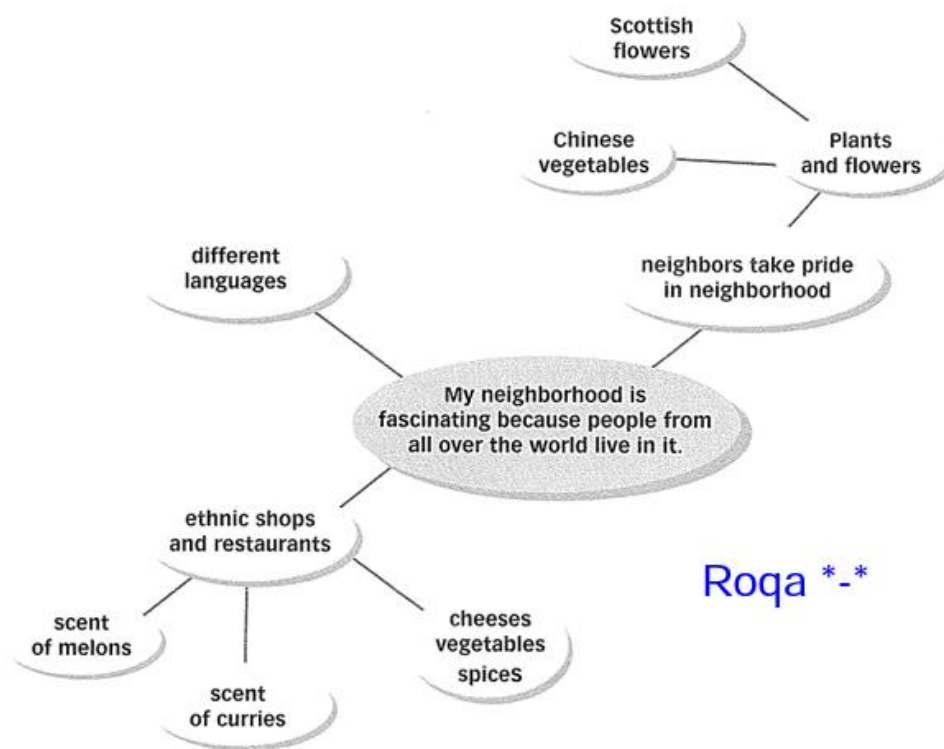 Scottish
flowers
Chinese
vegetables
Plants
and flowers
different
languages
neighbors take pride
in neighborhood
My neighborhood is
fascinating because people from
all over the world live in it.
ethnic shops
and restaurants
Roqa *-*
scent
of melons
scent
of curries
cheeses
vegetables
spices